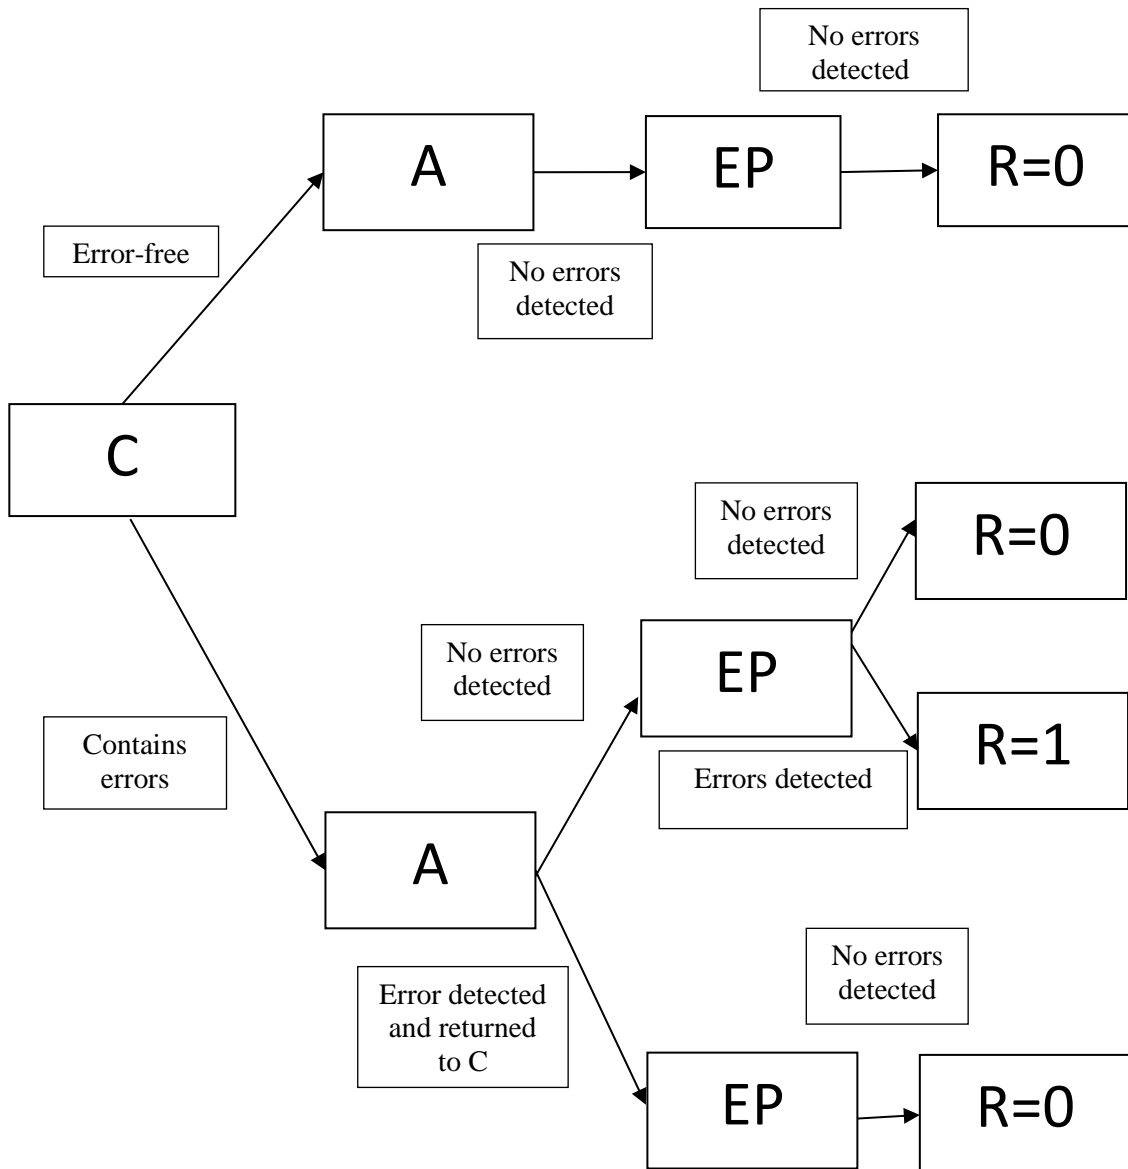 No errors
detected
A
EP
R=0
Error-free
No errors
detected
C
No errors
detected
R=0
No errors
detected
EP
Contains
errors
Errors detected
R=1
A
Error detected
and returned
to C
No errors
detected
EP
R=0